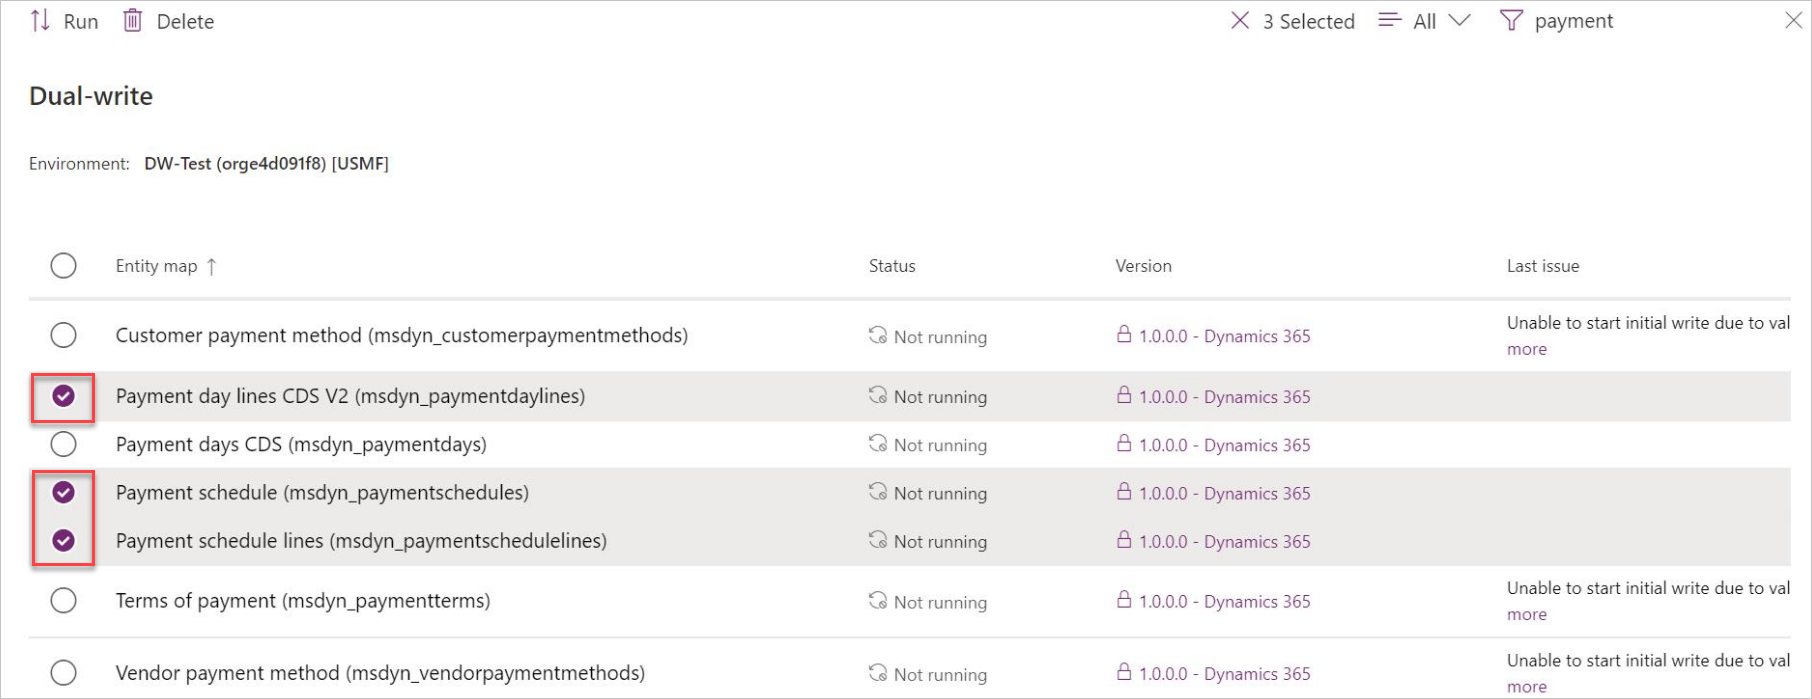 Run Delete 3 Selected All payment
Dual-write
Environment: DW-Test (orge4d091f8) [USMF]
Entity map ↑ Status Version Last issue
Customer payment method (msdyn_customerpaymentmethods) Not running 1.0.0.0 - Dynamics 365 Unable to start initial write due to val
more
Payment day lines CDS V2 (msdyn_paymentdaylines) Not running 1.0.0.0 - Dynamics 365
Payment days CDS (msdyn_paymentdays) Not running 1.0.0.0 - Dynamics 365
Payment schedule (msdyn_paymentschedules) Not running 1.0.0.0 - Dynamics 365
Payment schedule lines (msdyn_paymentschedulelines) Not running 1.0.0.0 - Dynamics 365
Terms of payment (msdyn_paymentterms) Not running 1.0.0.0 - Dynamics 365 Unable to start initial write due to val
more
Vendor payment method (msdyn_vendorpaymentmethods) Not running 1.0.0.0 - Dynamics 365 Unable to start initial write due to val
more